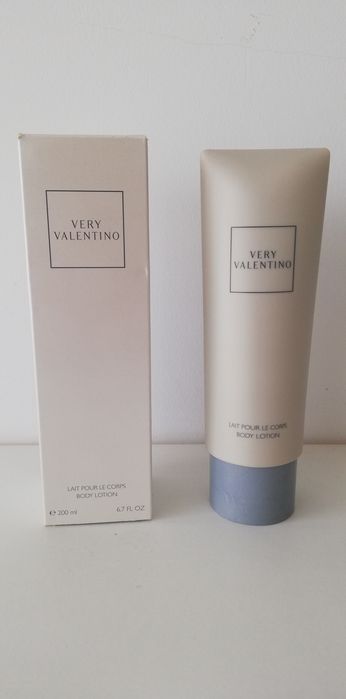 VERY
VALENTINO
LAIT POUR LE CORPS
BODY LOTION
℮ 200 ml 6.7 FL OZ
VERY
VALENTINO
LAIT POUR LE CORPS
BODY LOTION